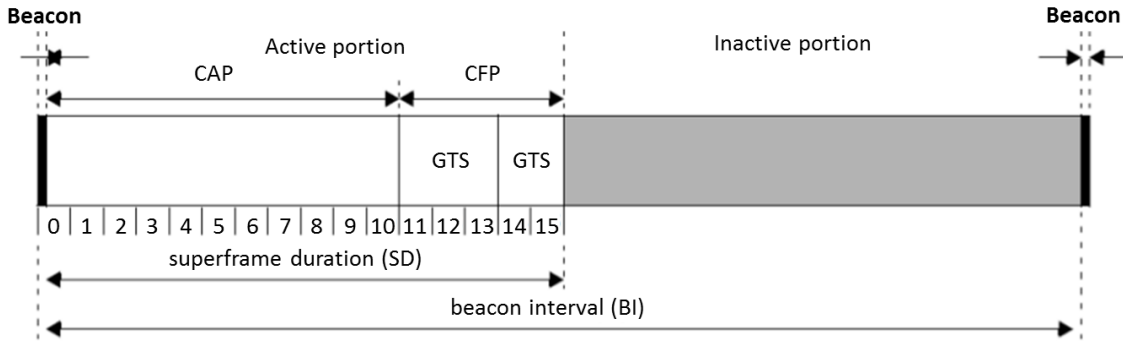 Beacon
Beacon
Active portion
Inactive portion
CAP
CFP
GTS
GTS
0 1 2 3 4 5 6 7 8 9 10 11 12 13 14 15
superframe duration (SD)
beacon interval (BI)